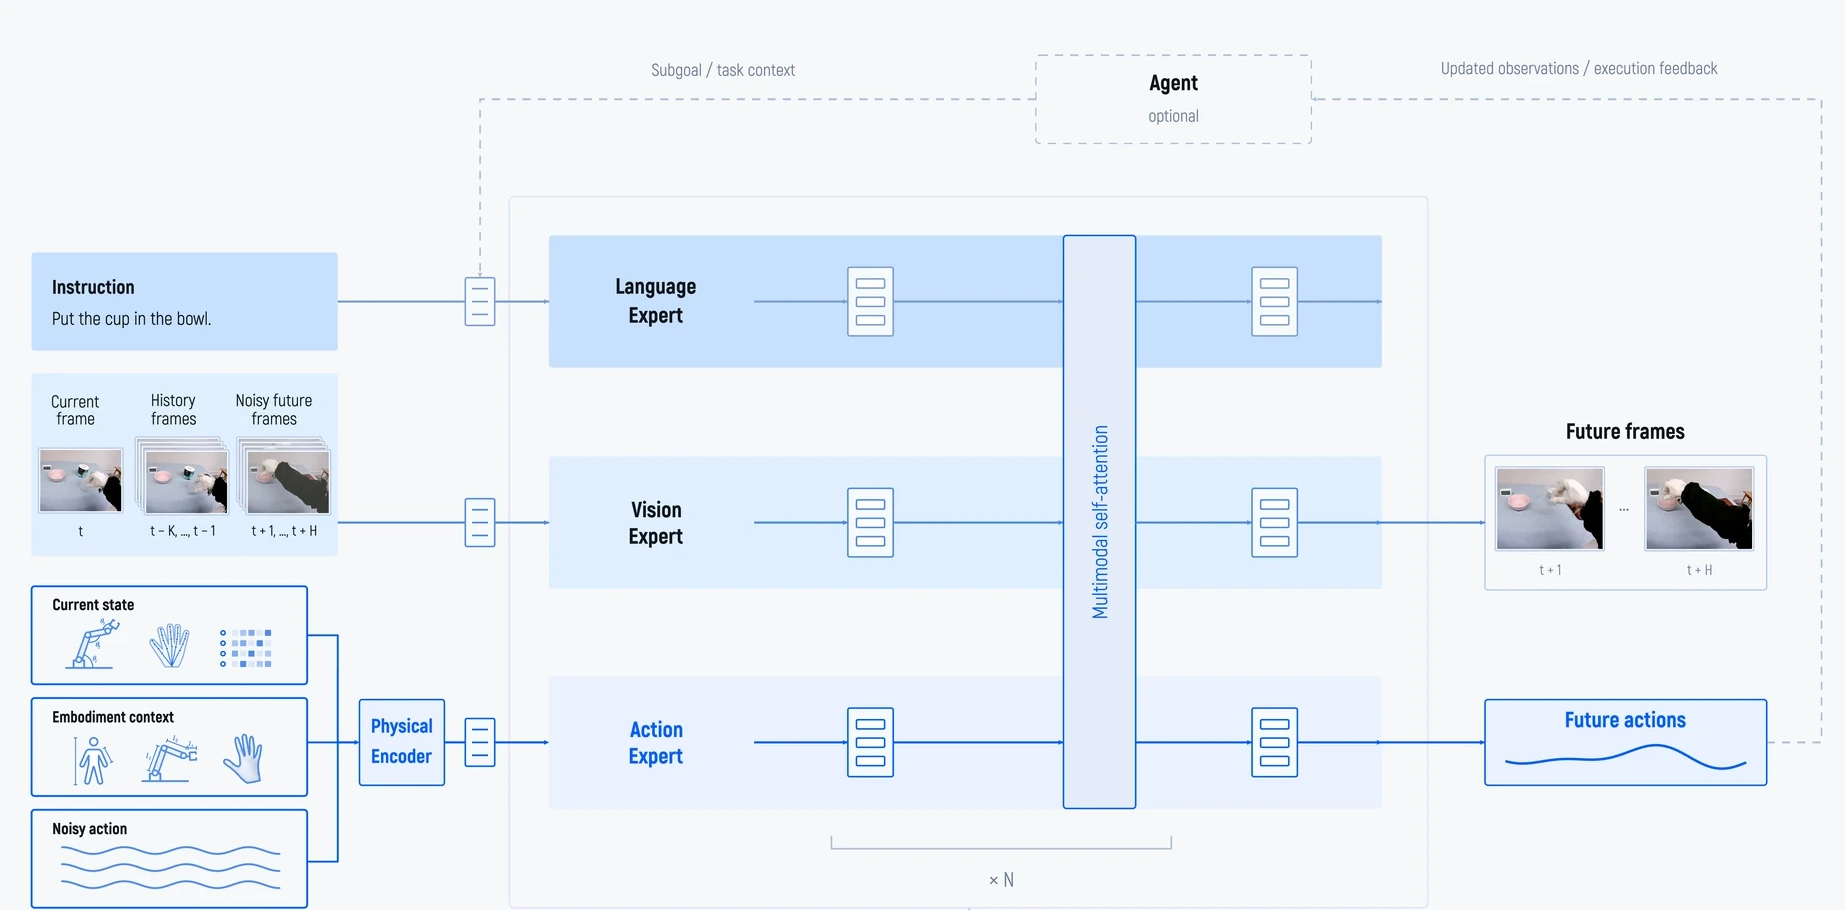 Subgoal / task context
Agent
optional
Updated observations / execution feedback
Instruction
Put the cup in the bowl.
Language
Expert
Current
frame
History
frames
Noisy future
frames
t
t – K, ..., t – 1
t + 1, ..., t + H
Vision
Expert
Multimodal self-attention
Future frames
...
t + 1
t + H
Current state
Embodiment context
Noisy action
Physical
Encoder
Action
Expert
Future actions
× N